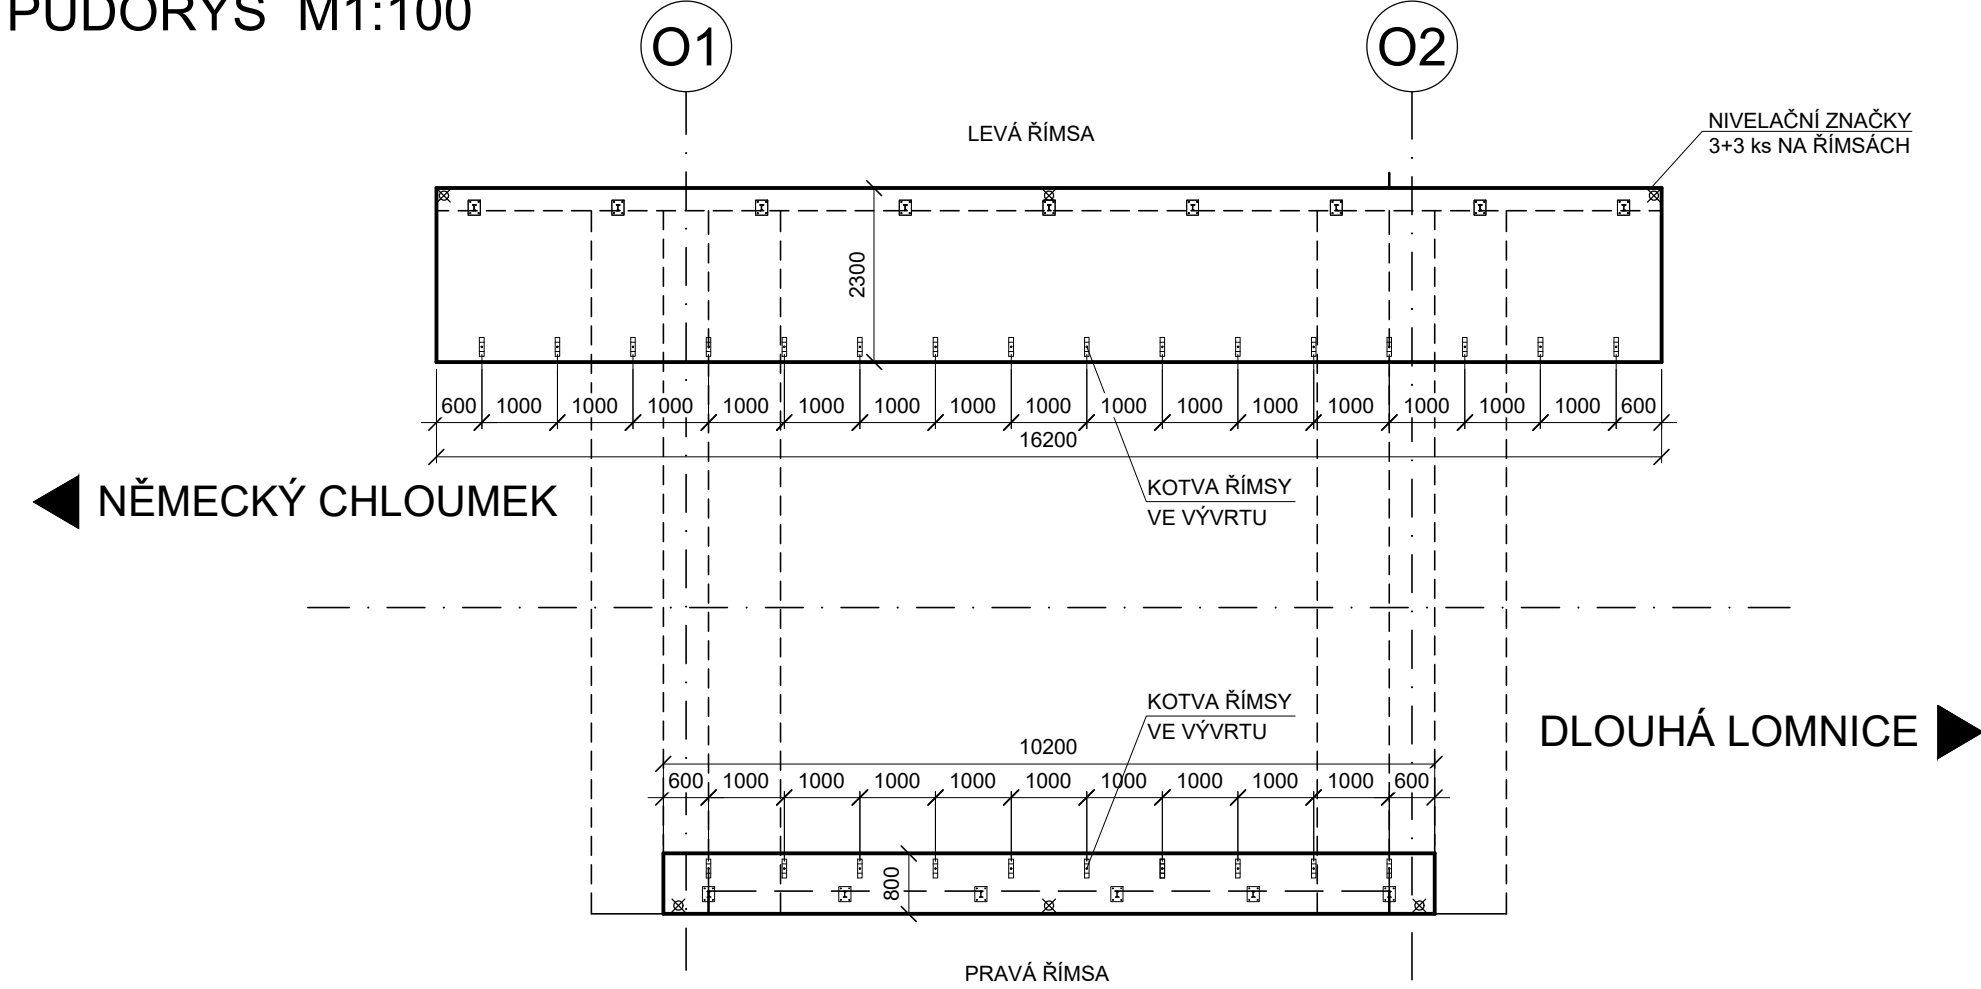 PŮDORYS M1:100
O1
O2
LEVÁ ŘÍMSA
NIVELAČNÍ ZNAČKY
3+3 ks NA ŘÍMSÁCH
2300
600 1000 1000 1000 1000 1000 1000 1000 1000 1000 1000 1000 1000 1000 1000 1000 600
16200
NĚMECKÝ CHLOUMEK
KOTVA ŘÍMSY
VE VÝVRTU
KOTVA ŘÍMSY
VE VÝVRTU
DLOUHÁ LOMNICE
10200
600 1000 1000 1000 1000 1000 1000 1000 1000 1000 600
800
PRAVÁ ŘÍMSA